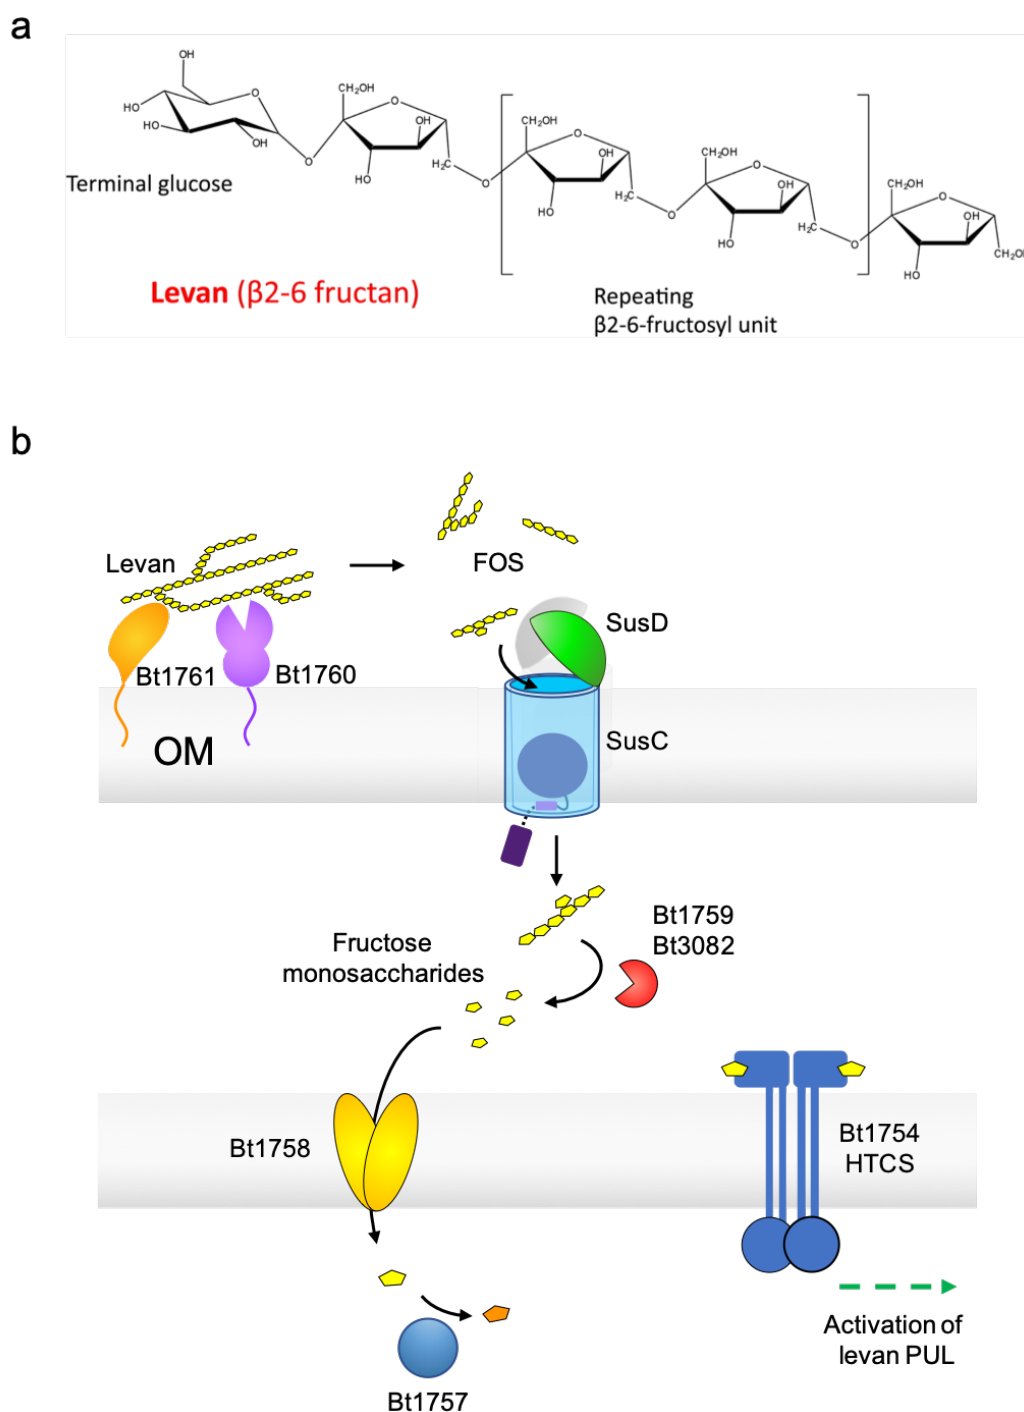 a
OH
HO
HO
O
OH
O
CH₂OH
O
OH
HO
H₂C
O
CH₂OH
O
OH
HO
H₂C
O
CH₂OH
O
OH
HO
H₂C
O
CH₂OH
O
OH
HO
CH₂OH
Terminal glucose
Levan (β2-6 fructan)
Repeating
β2-6-fructosyl unit
b
Levan
FOS
SusD
Bt1761
Bt1760
OM
SusC
Bt1759
Bt3082
Fructose
monosaccharides
Bt1758
Bt1754
HTCS
Activation of
levan PUL
Bt1757